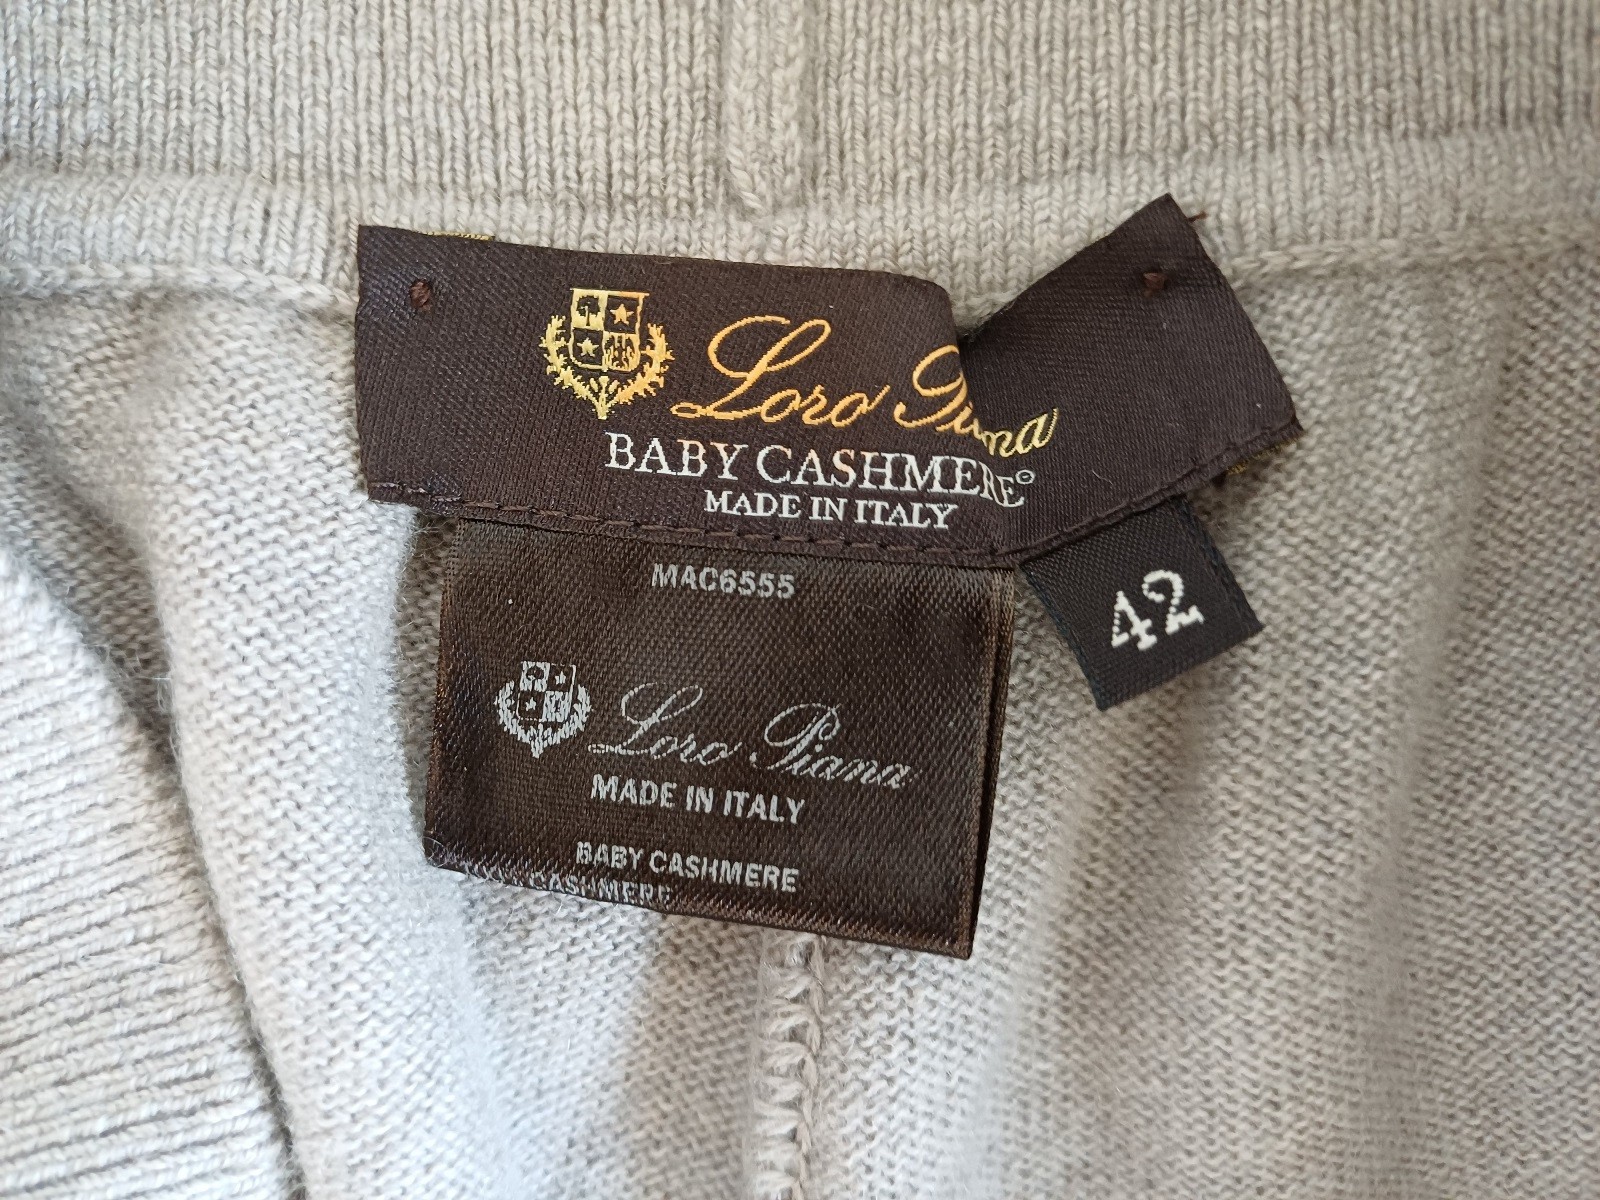 Loro Piana
BABY CASHMERE®
MADE IN ITALY
42
MAC6555
Loro Piana
MADE IN ITALY
BABY CASHMERE
CASHMERE